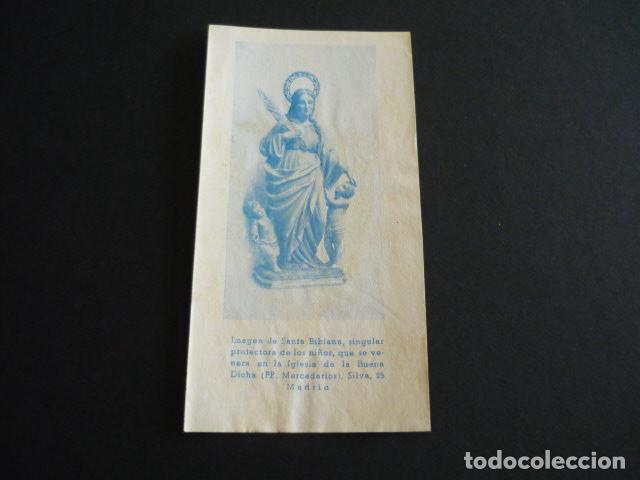 Imagen de Santa Bibiana, singular
protectora de los niños, que se ve-
nera en la Iglesia de la Buena
Dicha (PP. Mercedarios). Silva, 25
Madrid
todocoleccion